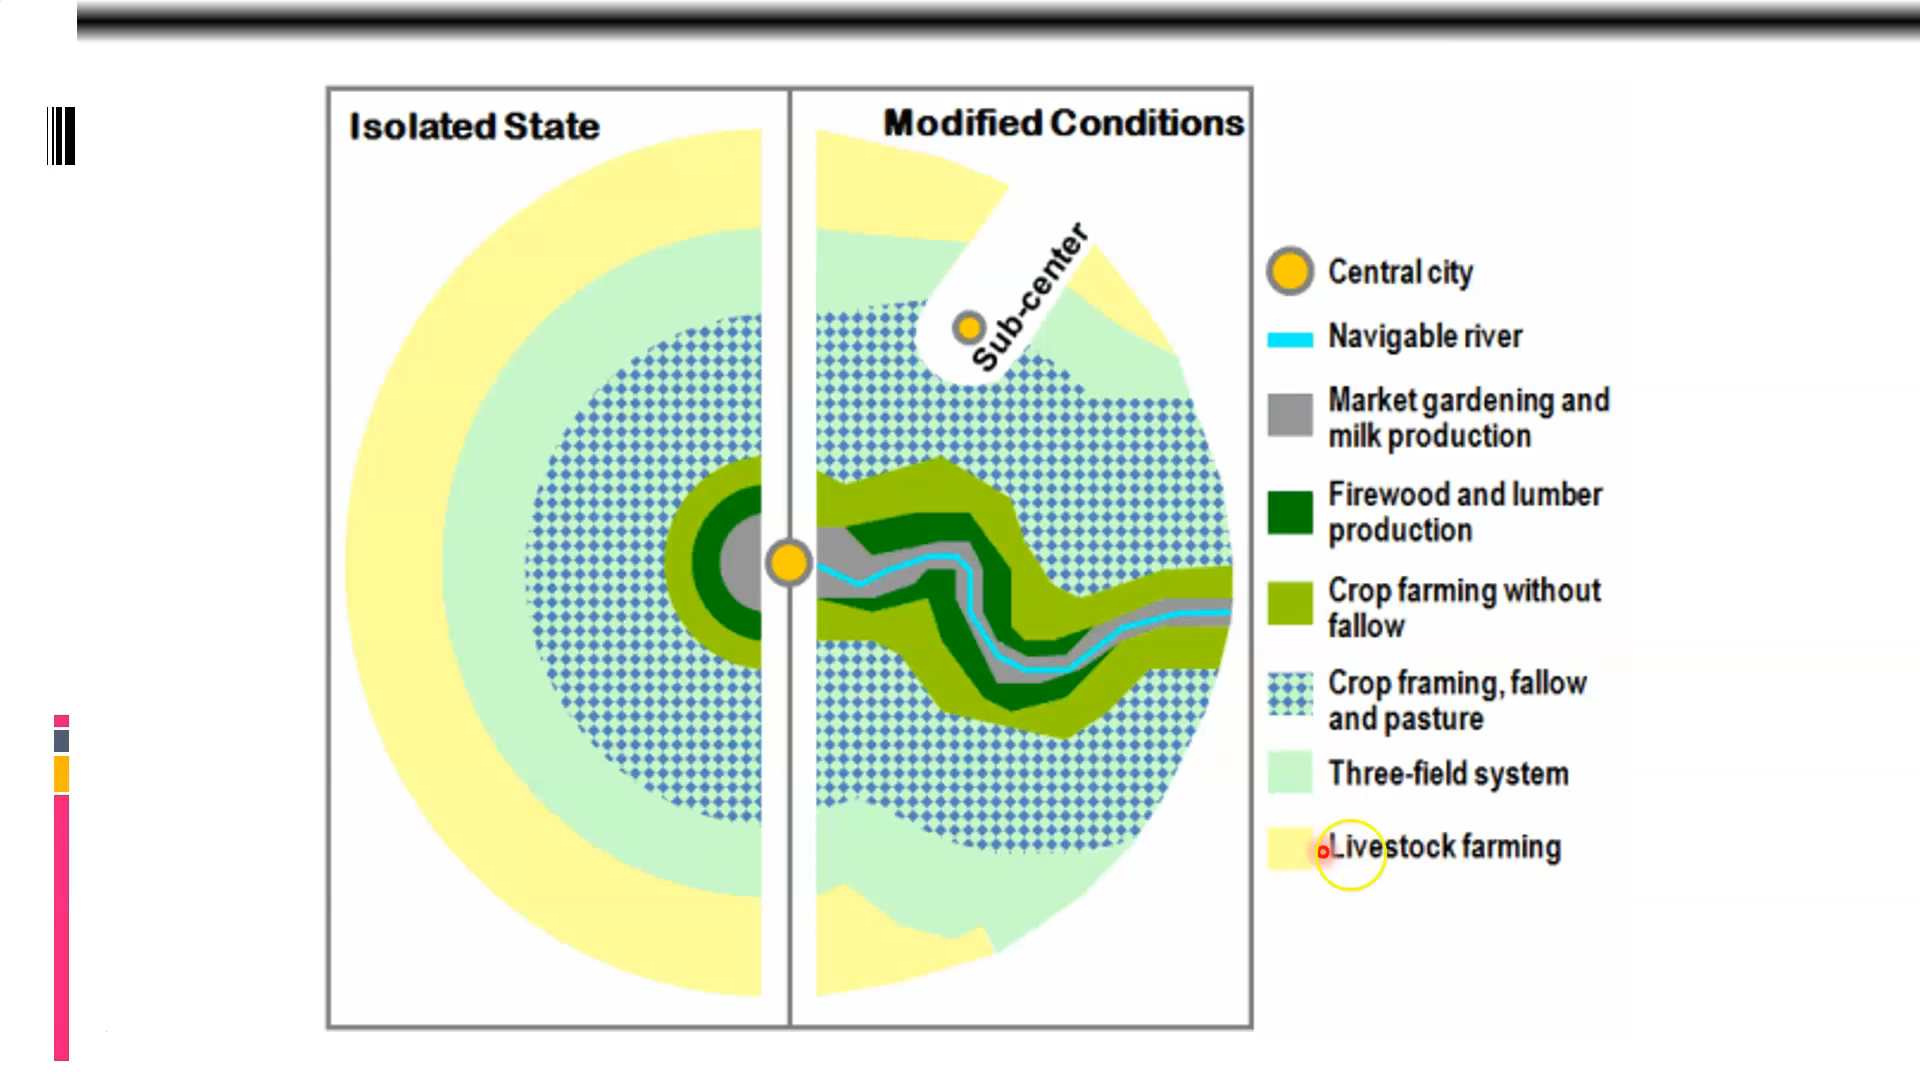 Isolated State
Modified Conditions
Sub-center
Central city
Navigable river
Market gardening and
milk production
Firewood and lumber
production
Crop farming without
fallow
Crop framing, fallow
and pasture
Three-field system
Livestock farming